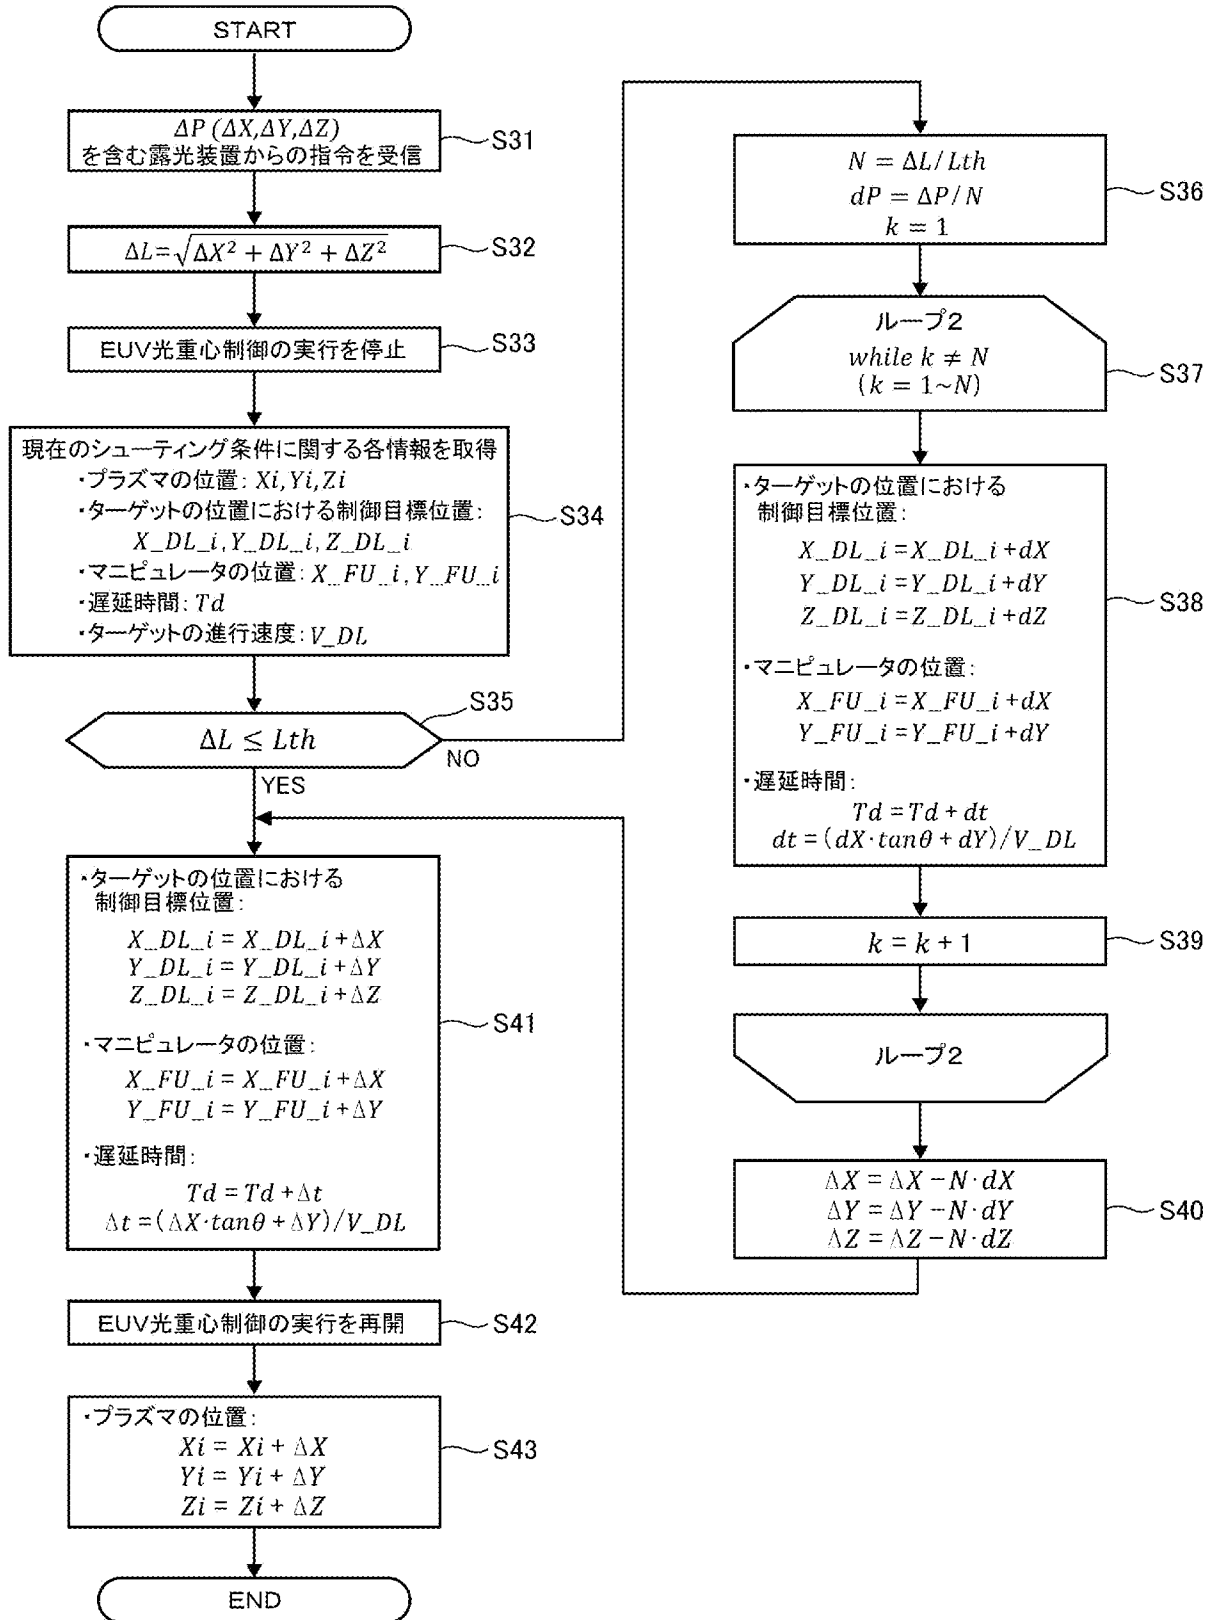 START
ΔP (ΔX,ΔY,ΔZ)
を含む露光装置からの指令を受信
S31
ΔL=√ΔX² + ΔY² + ΔZ²
S32
EUV光重心制御の実行を停止
S33
現在のシューティング条件に関する各情報を取得
・プラズマの位置: Xi,Yi,Zi
・ターゲットの位置における制御目標位置:
X_DL_i,Y_DL_i,Z_DL_i
・マニピュレータの位置: X_FU_i,Y_FU_i
・遅延時間: Td
・ターゲットの進行速度: V_DL
S34
ΔL ≤ Lth
S35
NO
YES
・ターゲットの位置における
制御目標位置:
X_DL_i = X_DL_i+ΔX
Y_DL_i = Y_DL_i+ΔY
Z_DL_i = Z_DL_i+ΔZ
・マニピュレータの位置:
X_FU_i = X_FU_i+ΔX
Y_FU_i = Y_FU_i+ΔY
・遅延時間:
Td = Td + Δt
Δt = (ΔX·tanθ + ΔY)/V_DL
S41
EUV光重心制御の実行を再開
S42
・プラズマの位置:
Xi = Xi + ΔX
Yi = Yi + ΔY
Zi = Zi + ΔZ
S43
END
N = ΔL/Lth
dP = ΔP/N
k = 1
S36
ループ2
while k ≠ N
(k = 1~N)
S37
・ターゲットの位置における
制御目標位置:
X_DL_i =X_DL_i+dX
Y_DL_i =Y_DL_i+dY
Z_DL_i =Z_DL_i+dZ
・マニピュレータの位置:
X_FU_i =X_FU_i+dX
Y_FU_i =Y_FU_i+dY
・遅延時間:
Td = Td + dt
dt = (dX·tanθ + dY)/V_DL
S38
k = k + 1
S39
ループ2
ΔX = ΔX − N·dX
ΔY = ΔY − N·dY
ΔZ = ΔZ − N·dZ
S40